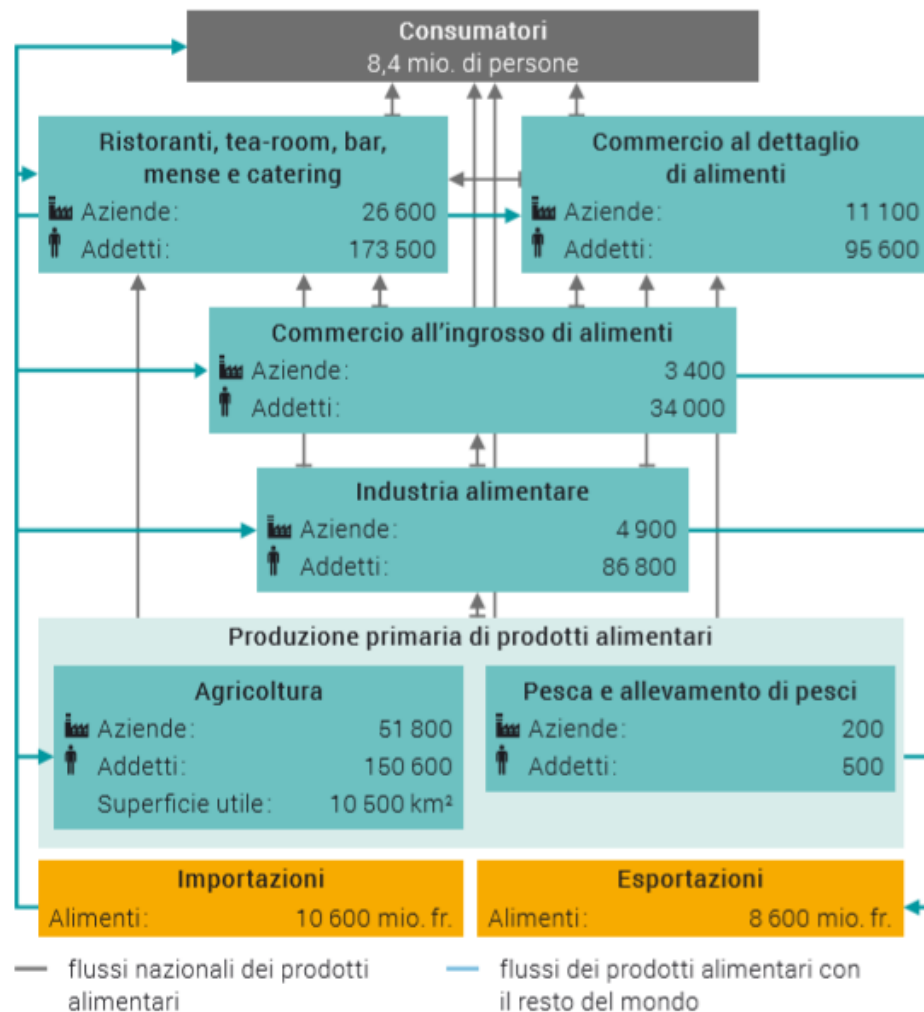 Consumatori
8,4 mio. di persone
Ristoranti, tea-room, bar,
mense e catering
Aziende: 26 600
Addetti: 173 500
Commercio al dettaglio
di alimenti
Aziende: 11 100
Addetti: 95 600
Commercio all'ingrosso di alimenti
Aziende: 3 400
Addetti: 34 000
Industria alimentare
Aziende: 4 900
Addetti: 86 800
Produzione primaria di prodotti alimentari
Agricoltura
Aziende: 51 800
Addetti: 150 600
Superficie utile: 10 500 km²
Pesca e allevamento di pesci
Aziende: 200
Addetti: 500
Importazioni
Alimenti: 10 600 mio. fr.
Esportazioni
Alimenti: 8 600 mio. fr.
flussi nazionali dei prodotti
alimentari
flussi dei prodotti alimentari con
il resto del mondo